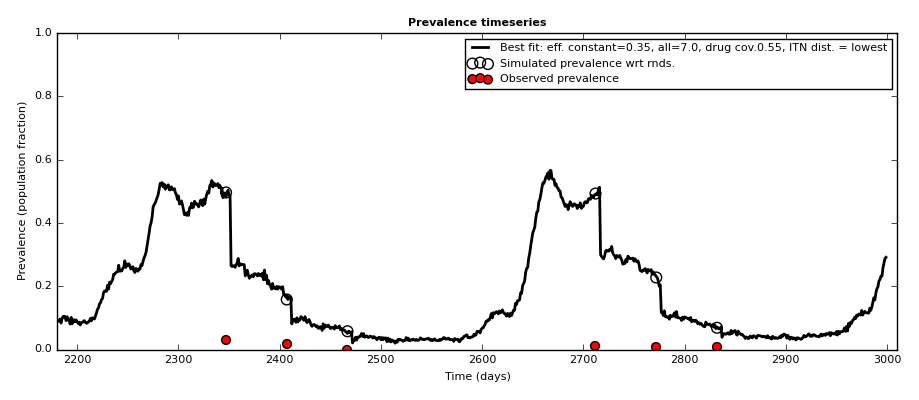 Prevalence timeseries
1.0
0.8
0.6
0.4
0.2
0.0
Prevalence (population fraction)
Best fit: eff. constant=0.35, all=7.0, drug cov.0.55, ITN dist. = lowest
Simulated prevalence wrt rnds.
Observed prevalence
2200 2300 2400 2500 2600 2700 2800 2900 3000
Time (days)